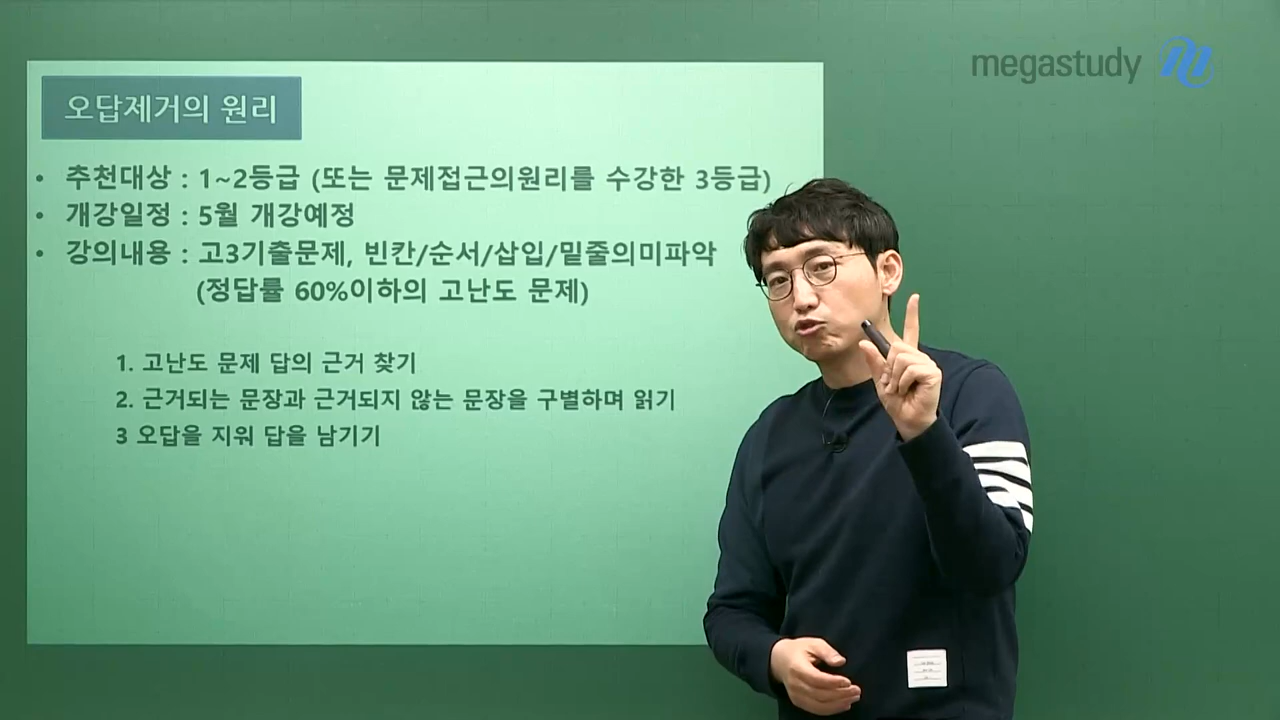 megastudy
오답제거의 원리
• 추천대상 : 1~2등급 (또는 문제접근의원리를 수강한 3등급)
• 개강일정 : 5월 개강예정
• 강의내용 : 고3기출문제, 빈칸/순서/삽입/밑줄의미파악
(정답률 60%이하의 고난도 문제)
1. 고난도 문제 답의 근거 찾기
2. 근거되는 문장과 근거되지 않는 문장을 구별하며 읽기
3 오답을 지워 답을 남기기